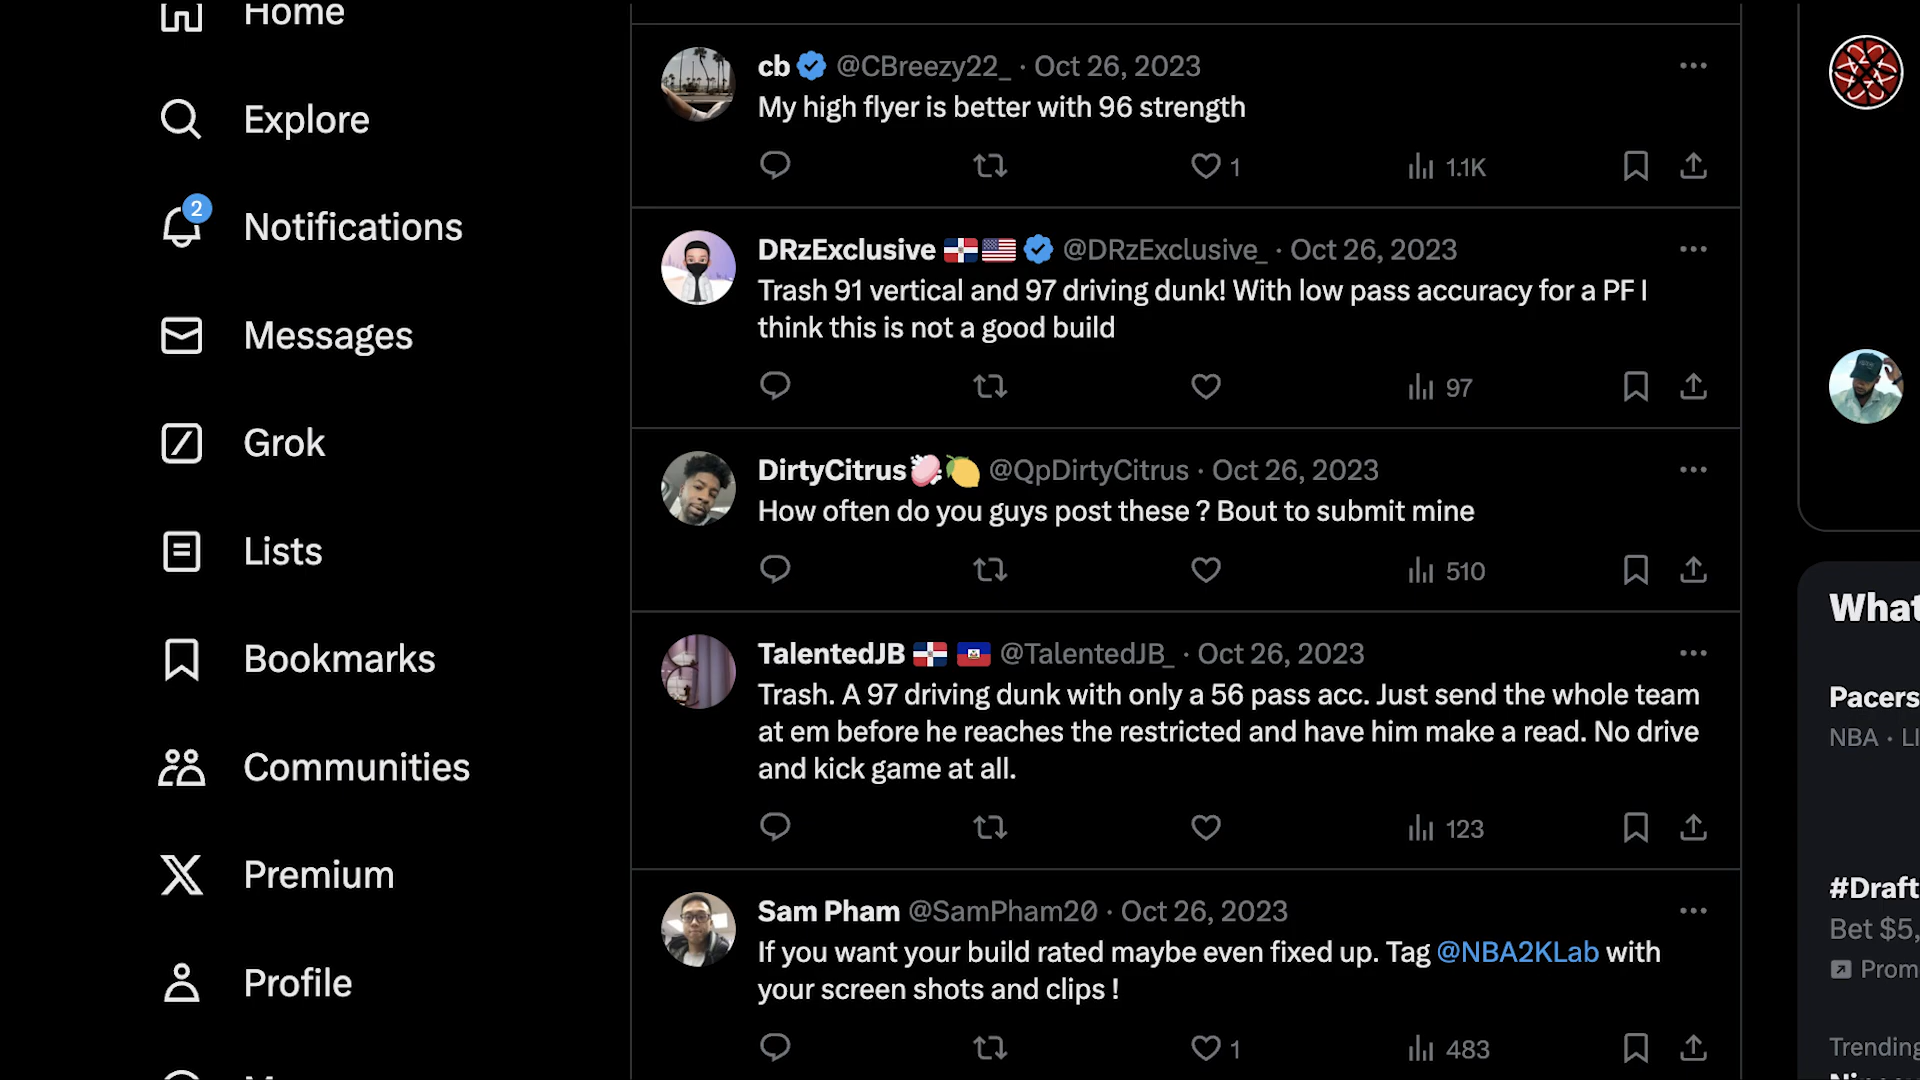 Home
Explore
2
Notifications
Messages
Grok
Lists
Bookmarks
Communities
Premium
Profile
cb @CBreezy22_ · Oct 26, 2023
My high flyer is better with 96 strength
1 1.1K
DRzExclusive @DRzExclusive_ · Oct 26, 2023
Trash 91 vertical and 97 driving dunk! With low pass accuracy for a PF I
think this is not a good build
97
DirtyCitrus @QpDirtyCitrus · Oct 26, 2023
How often do you guys post these ? Bout to submit mine
510
TalentedJB @TalentedJB_ · Oct 26, 2023
Trash. A 97 driving dunk with only a 56 pass acc. Just send the whole team
at em before he reaches the restricted and have him make a read. No drive
and kick game at all.
123
Sam Pham @SamPham20 · Oct 26, 2023
If you want your build rated maybe even fixed up. Tag @NBA2KLab with
your screen shots and clips !
1 483
What
Pacers
NBA · LI
#Draft
Bet $5,
Prom
Trending